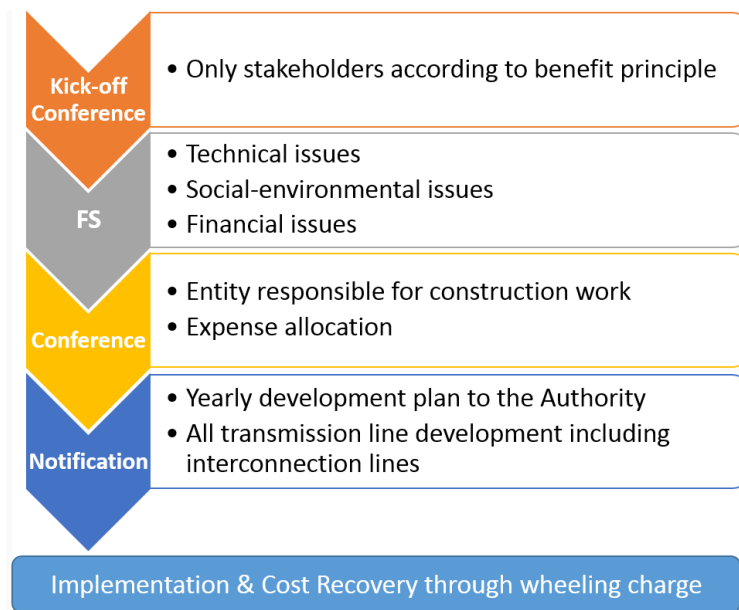 Kick-off
Conference
• Only stakeholders according to benefit principle
FS
• Technical issues
• Social-environmental issues
• Financial issues
Conference
• Entity responsible for construction work
• Expense allocation
Notification
• Yearly development plan to the Authority
• All transmission line development including
interconnection lines
Implementation & Cost Recovery through wheeling charge